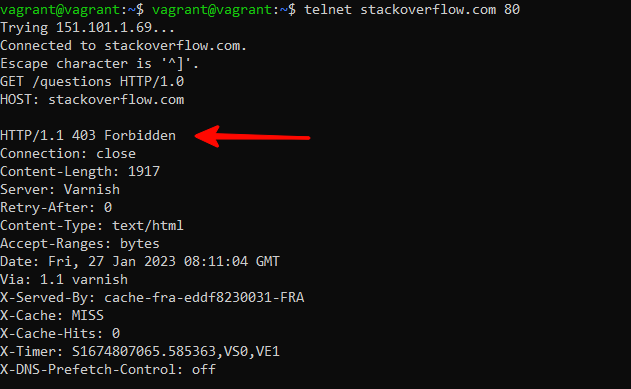 vagrant@vagrant:~$ vagrant@vagrant:~$ telnet stackoverflow.com 80
Trying 151.101.1.69...
Connected to stackoverflow.com.
Escape character is '^]'.
GET /questions HTTP/1.0
HOST: stackoverflow.com
HTTP/1.1 403 Forbidden
Connection: close
Content-Length: 1917
Server: Varnish
Retry-After: 0
Content-Type: text/html
Accept-Ranges: bytes
Date: Fri, 27 Jan 2023 08:11:04 GMT
Via: 1.1 varnish
X-Served-By: cache-fra-eddf8230031-FRA
X-Cache: MISS
X-Cache-Hits: 0
X-Timer: S1674807065.585363,VS0,VE1
X-DNS-Prefetch-Control: off